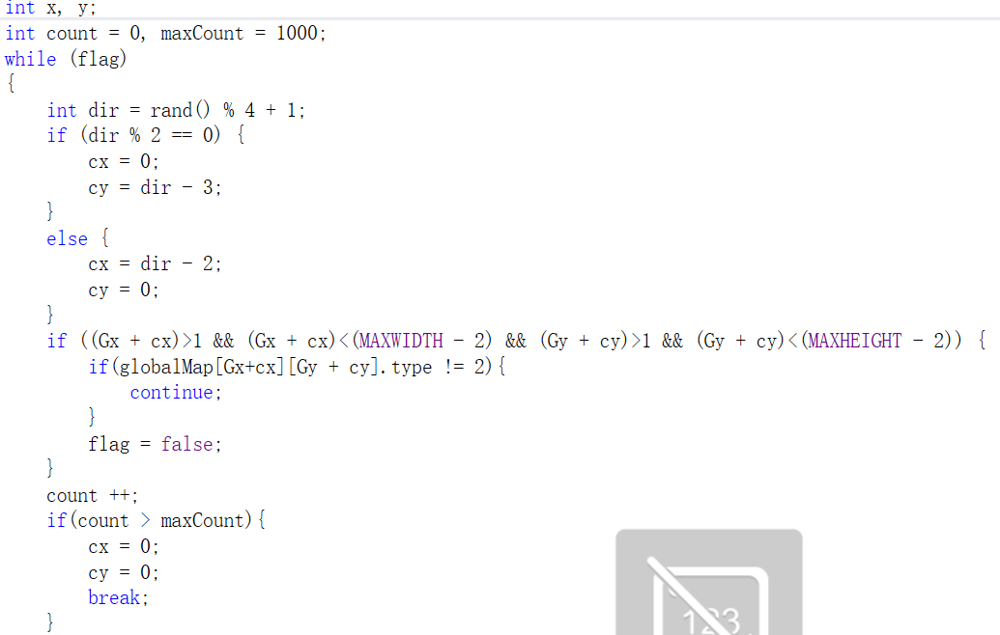 int x, y;
int count = 0, maxCount = 1000;
while (flag)
{
    int dir = rand() % 4 + 1;
    if (dir % 2 == 0) {
        cx = 0;
        cy = dir - 3;
    }
    else {
        cx = dir - 2;
        cy = 0;
    }
    if ((Gx + cx)>1 && (Gx + cx)<(MAXWIDTH - 2) && (Gy + cy)>1 && (Gy + cy)<(MAXHEIGHT - 2)) {
        if(globalMap[Gx+cx][Gy + cy].type != 2){
            continue;
        }
        flag = false;
    }
    count ++;
    if(count > maxCount){
        cx = 0;
        cy = 0;
        break;
    }
123